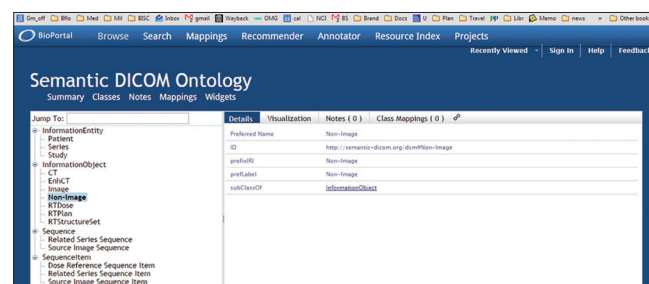 Gm_off Bflo Med Mil BISC Inbox gmail Wayback OMG cal NCI BS Brand Docs U Plan Travel PP Libr Memo news » Other book
BioPortal Browse Search Mappings Recommender Annotator Resource Index Projects
Recently Viewed Sign In Help Feedbac
Semantic DICOM Ontology
Summary Classes Notes Mappings Widgets
Jump To:
Details Visualization Notes ( 0 ) Class Mappings ( 0 )
InformationEntity
Patient
Series
Study
InformationObject
CT
EnhCT
Image
Non-Image
RTDose
RTPlan
RTStructureSet
Sequence
Related Series Sequence
Source Image Sequence
SequenceItem
Dose Reference Sequence Item
Related Series Sequence Item
Source Image Sequence Item
Preferred Name Non-Image
ID http://semantic-dicom.org/dcm#Non-Image
prefixIRI Non-Image
prefLabel Non-Image
subClassOf InformationObject